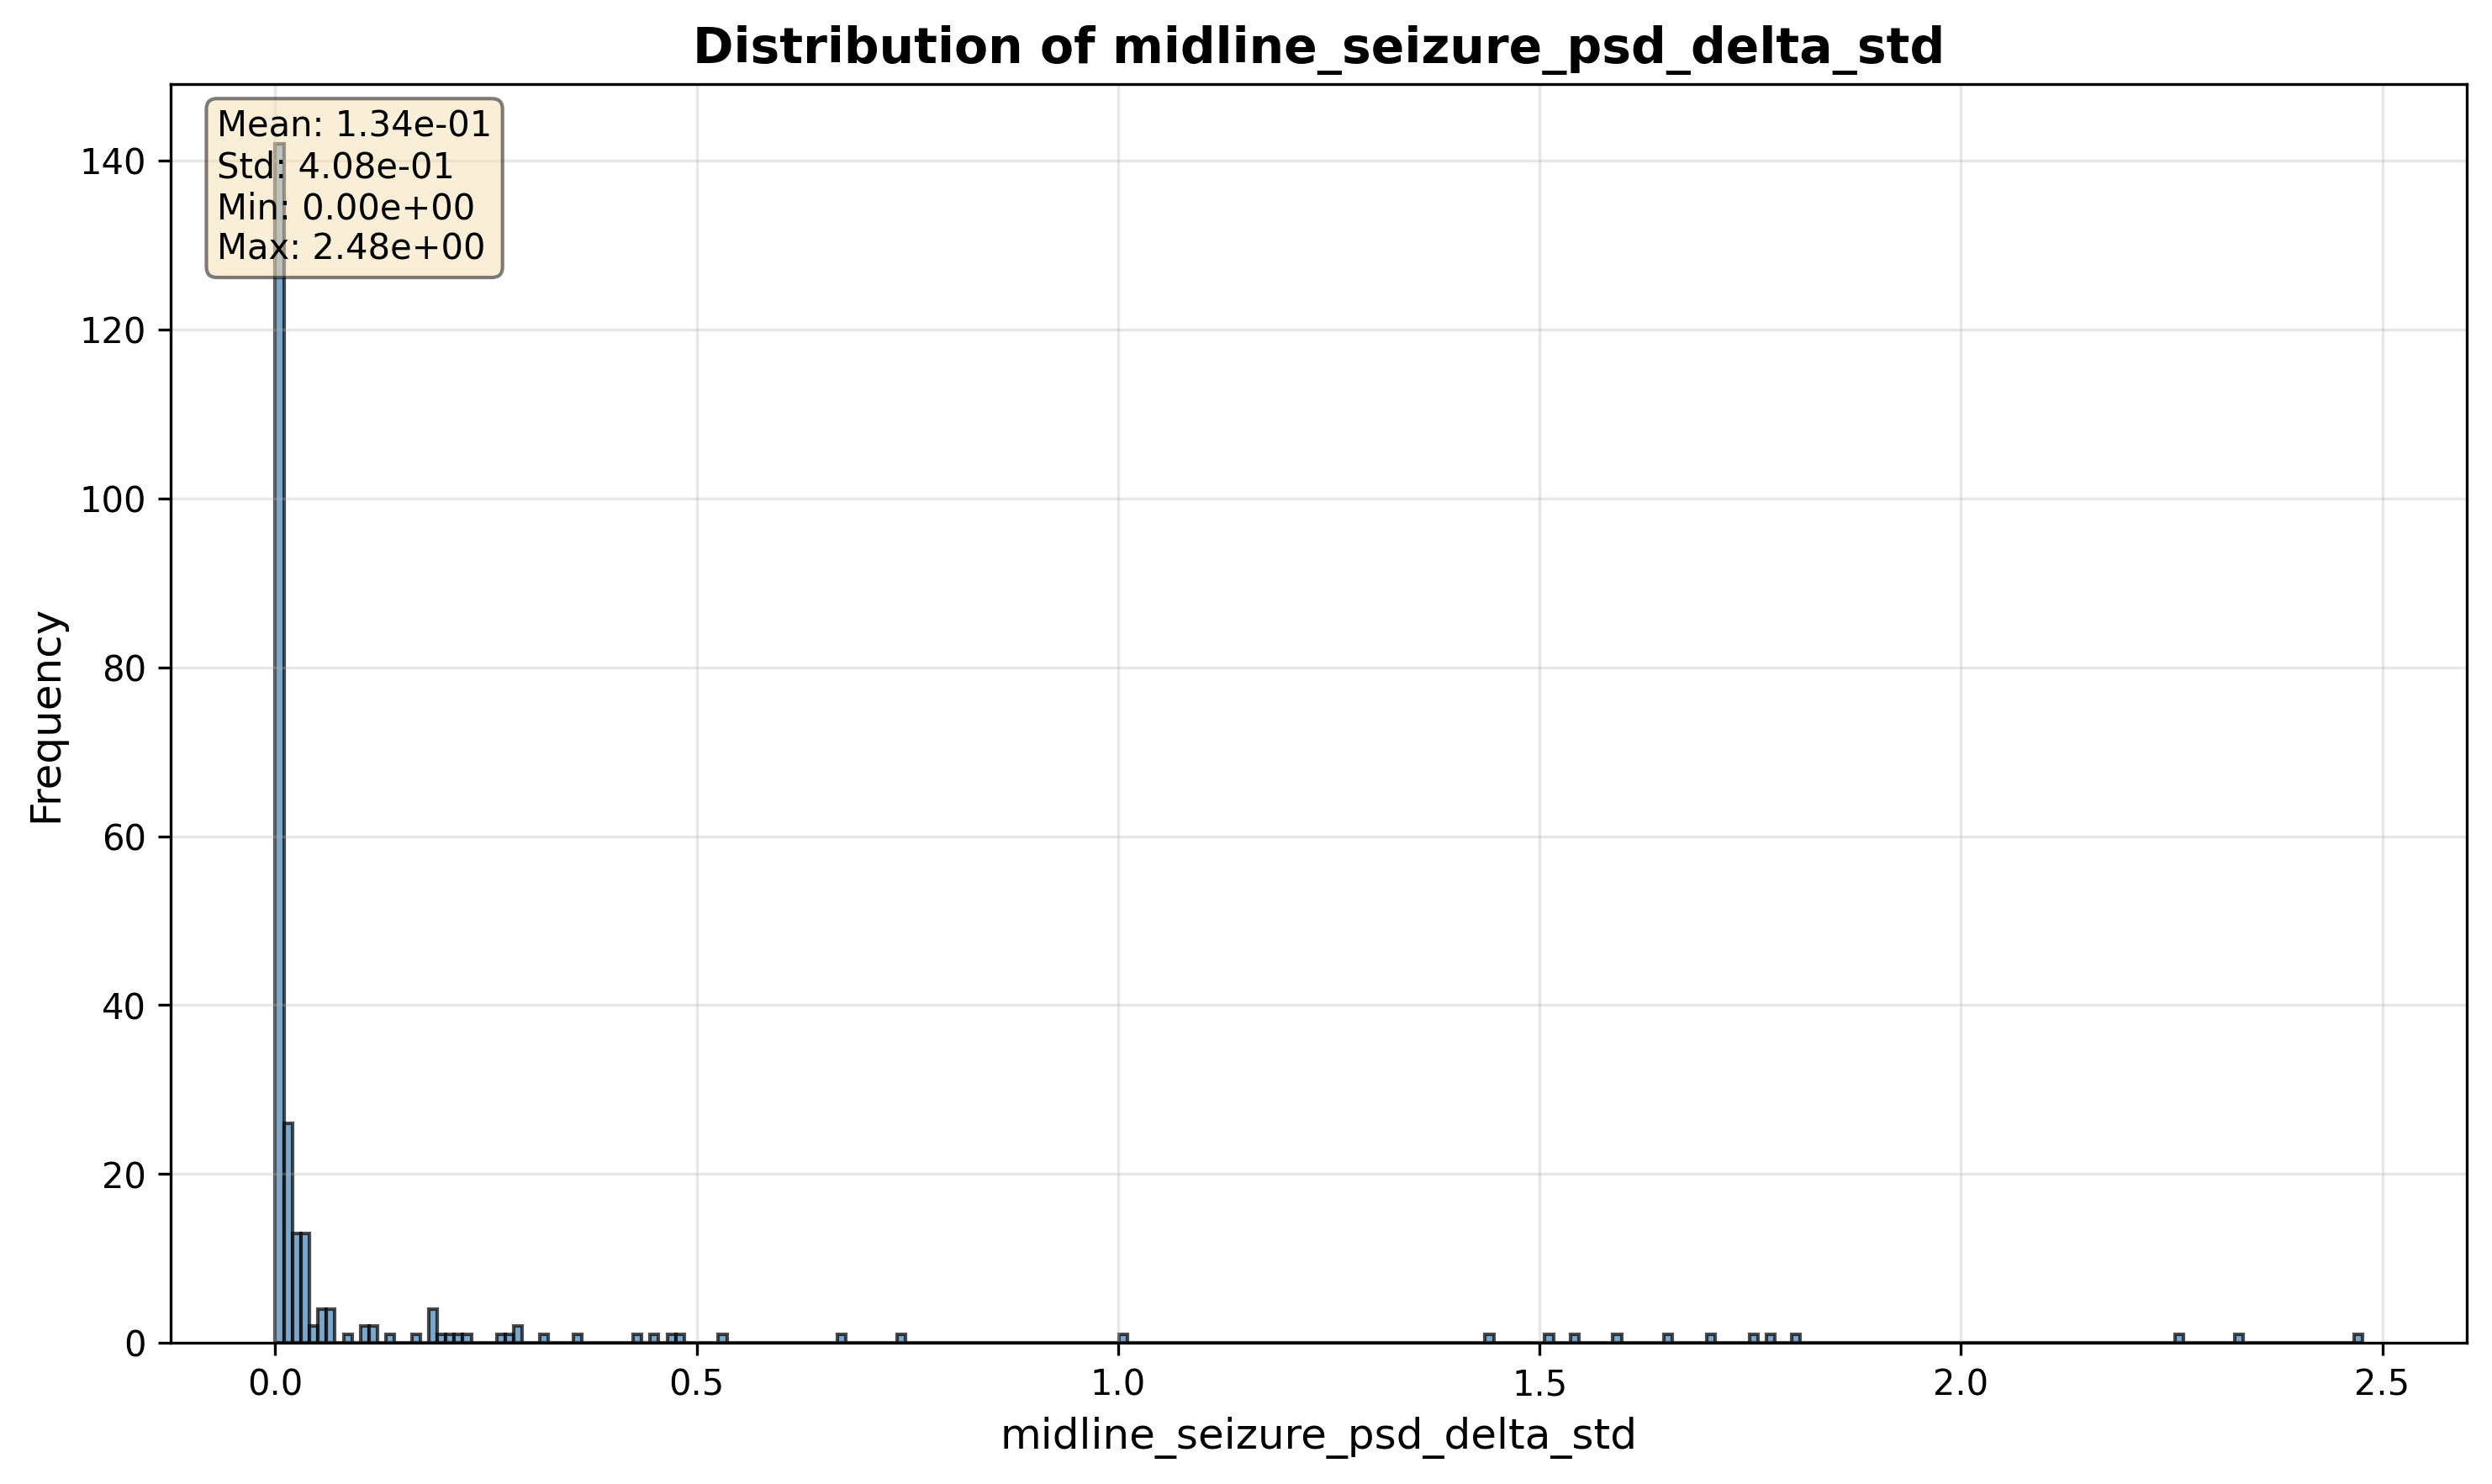 Distribution of midline_seizure_psd_delta_std
Mean: 1.34e-01
Std: 4.08e-01
Min: 0.00e+00
Max: 2.48e+00
140
120
100
80
60
40
20
0
Frequency
0.0 0.5 1.0 1.5 2.0 2.5
midline_seizure_psd_delta_std